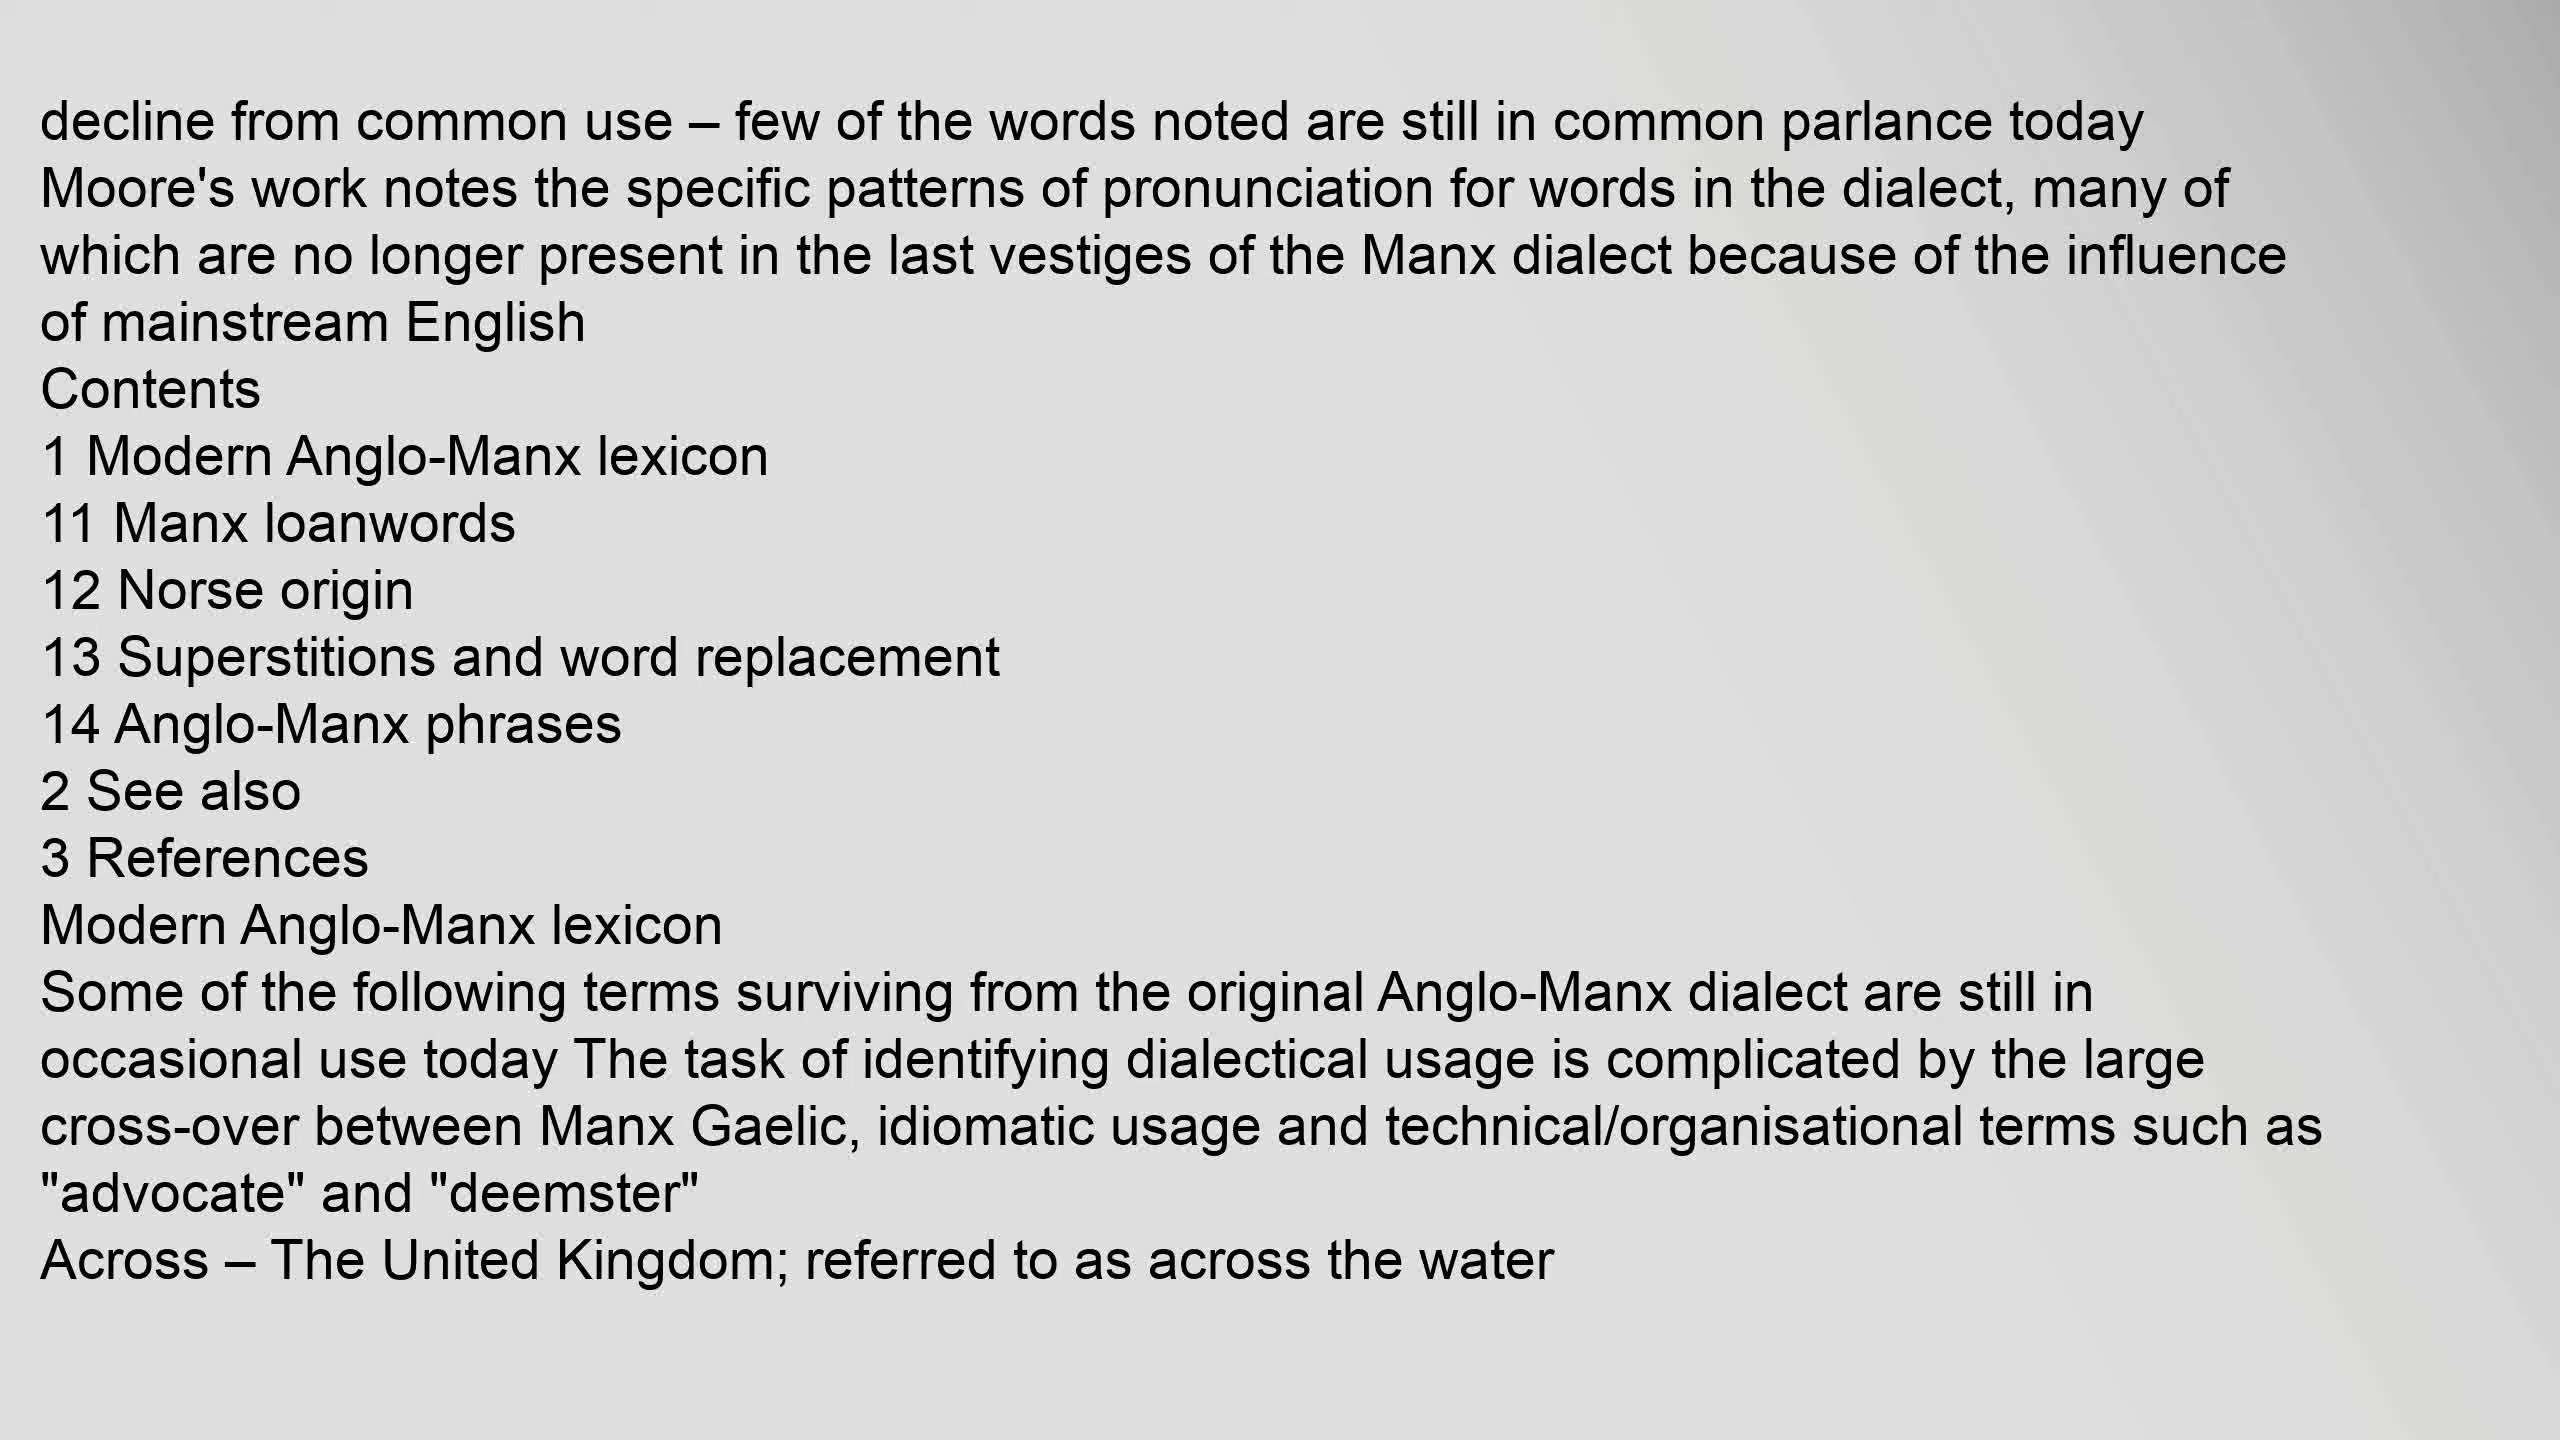 decline from common use – few of the words noted are still in common parlance today
Moore's work notes the specific patterns of pronunciation for words in the dialect, many of
which are no longer present in the last vestiges of the Manx dialect because of the influence
of mainstream English
Contents
1 Modern Anglo-Manx lexicon
11 Manx loanwords
12 Norse origin
13 Superstitions and word replacement
14 Anglo-Manx phrases
2 See also
3 References
Modern Anglo-Manx lexicon
Some of the following terms surviving from the original Anglo-Manx dialect are still in
occasional use today The task of identifying dialectical usage is complicated by the large
cross-over between Manx Gaelic, idiomatic usage and technical/organisational terms such as
"advocate" and "deemster"
Across – The United Kingdom; referred to as across the water